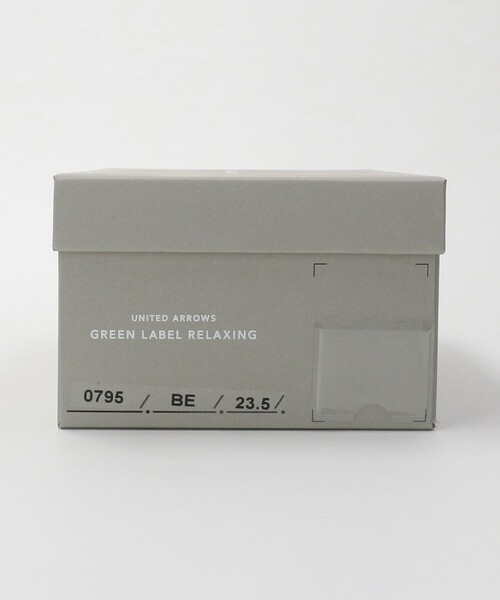 UNITED ARROWS
GREEN LABEL RELAXING
0795 / BE / 23.5 /